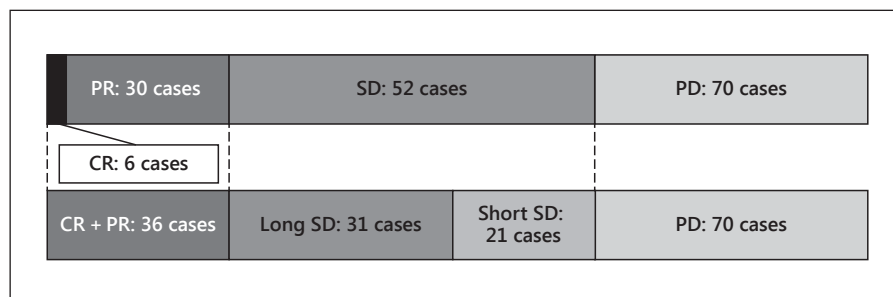 PR: 30 cases
SD: 52 cases
PD: 70 cases
CR: 6 cases
CR + PR: 36 cases
Long SD: 31 cases
Short SD:
21 cases
PD: 70 cases